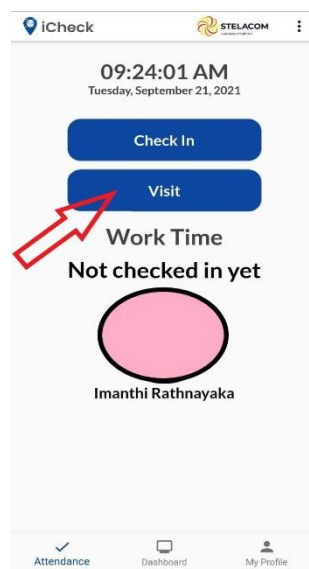 iCheck
STELACOM
09:24:01 AM
Tuesday, September 21, 2021
Check In
Visit
Work Time
Not checked in yet
Imanthi Rathnayaka
Attendance
Dashboard
My Profile